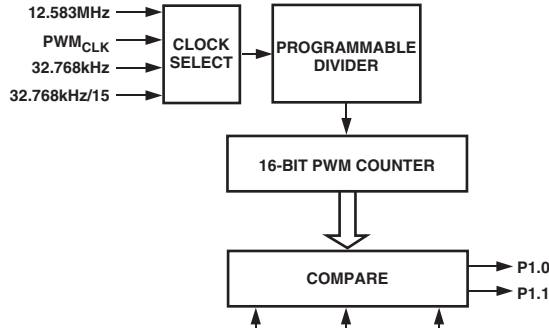 12.583MHz
PWMCLK
32.768kHz
32.768kHz/15
CLOCK
SELECT
PROGRAMMABLE
DIVIDER
16-BIT PWM COUNTER
COMPARE
P1.0
P1.1